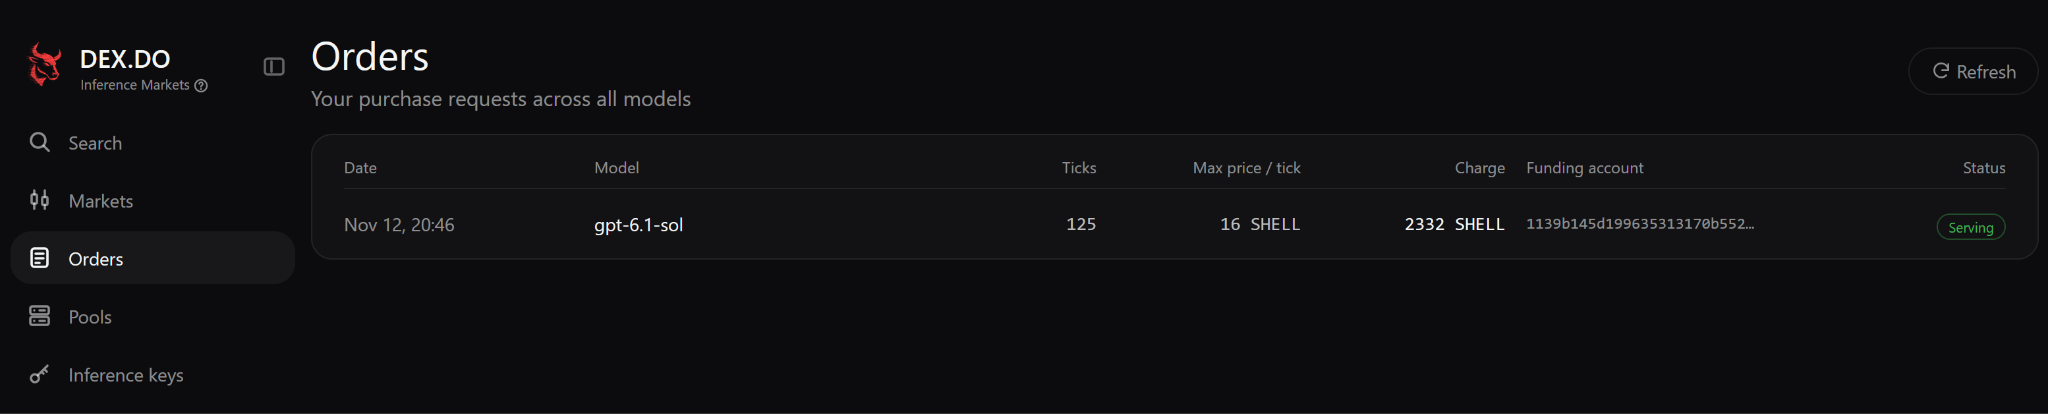 DEX.DO
Inference Markets
Search
Markets
Orders
Pools
Inference keys
Orders
Your purchase requests across all models
Refresh
Date Model Ticks Max price / tick Charge Funding account Status
Nov 12, 20:46 gpt-6.1-sol 125 16 SHELL 2332 SHELL 1139b145d199635313170b552… Serving